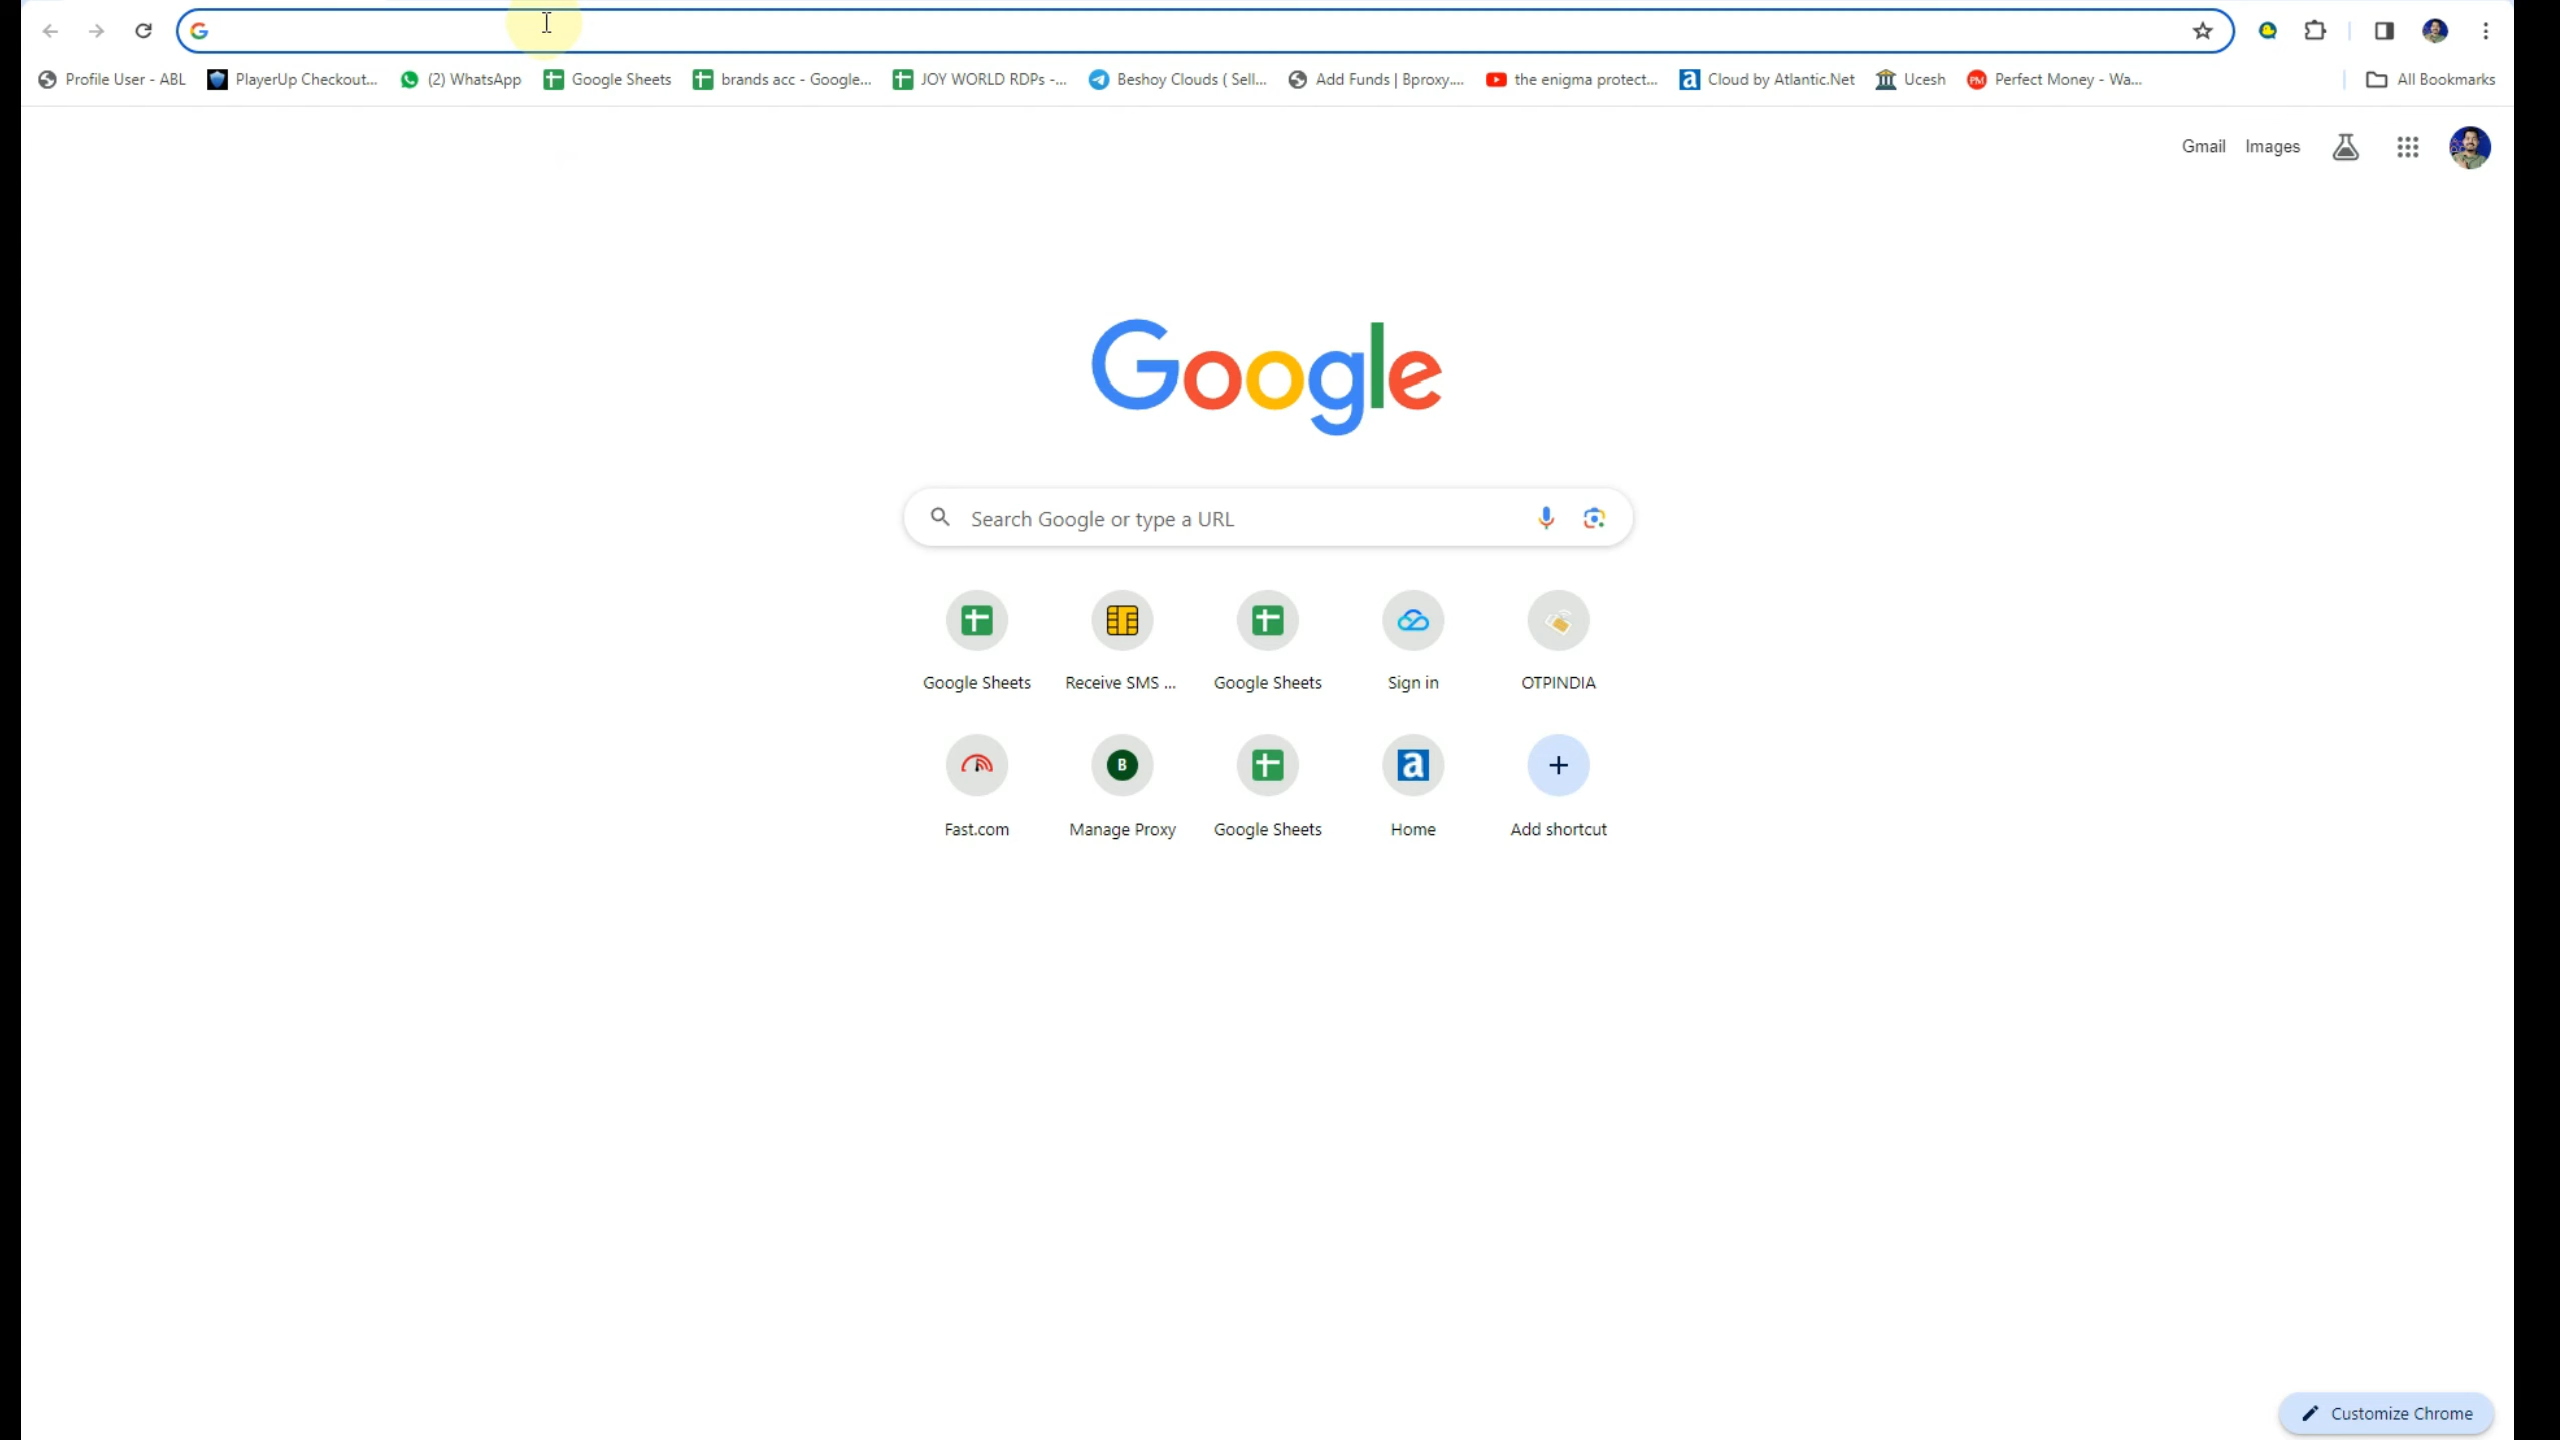 Profile User - ABL PlayerUp Checkout... (2) WhatsApp Google Sheets brands acc - Google... JOY WORLD RDPs -... Beshoy Clouds ( Sell... Add Funds | Bproxy.... the enigma protect... Cloud by Atlantic.Net Ucesh Perfect Money - Wa... All Bookmarks
Gmail Images
Google
Search Google or type a URL
Google Sheets Receive SMS ... Google Sheets Sign in OTPINDIA
Fast.com Manage Proxy Google Sheets Home Add shortcut
Customize Chrome